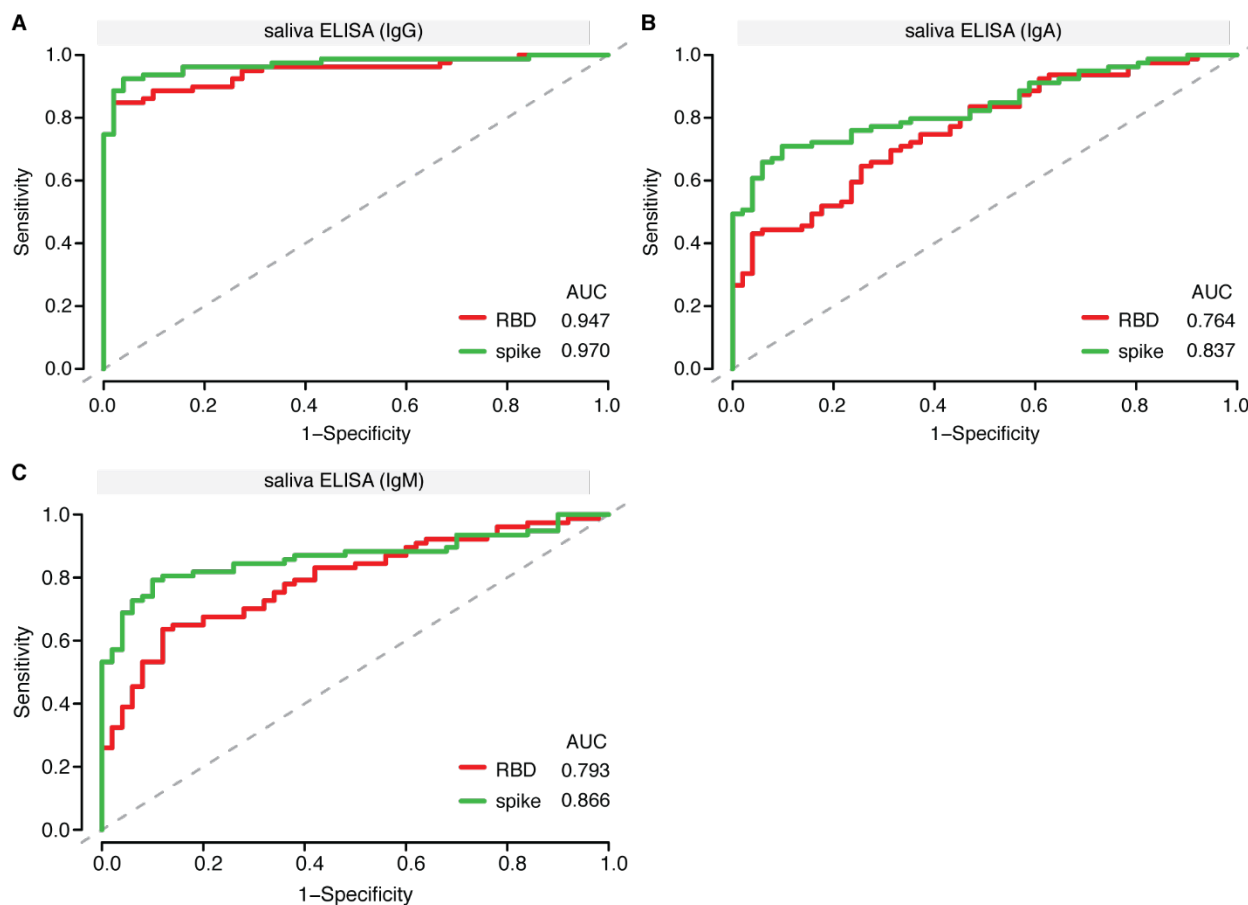 A
saliva ELISA (IgG)
Sensitivity
1.0
0.8
0.6
0.4
0.2
0.0
AUC
RBD 0.947
spike 0.970
0.0 0.2 0.4 0.6 0.8 1.0
1−Specificity
B
saliva ELISA (IgA)
Sensitivity
1.0
0.8
0.6
0.4
0.2
0.0
AUC
RBD 0.764
spike 0.837
0.0 0.2 0.4 0.6 0.8 1.0
1−Specificity
C
saliva ELISA (IgM)
Sensitivity
1.0
0.8
0.6
0.4
0.2
0.0
AUC
RBD 0.793
spike 0.866
0.0 0.2 0.4 0.6 0.8 1.0
1−Specificity